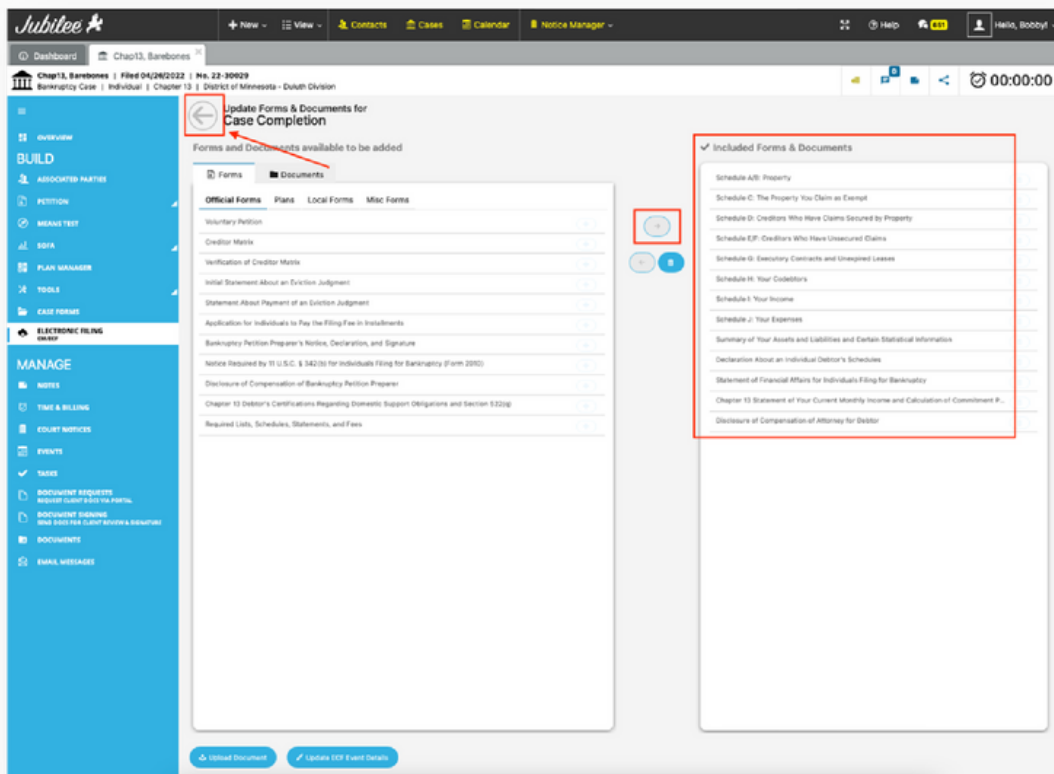 Jubilee
New
View
Contacts
Cases
Calendar
Notice Manager
Help
Hello, Bobby!
Dashboard
Chap13, Barebones
Chap13, Barebones | Filed 04/26/2022 | No. 22-30029
Bankruptcy Case | Individual | Chapter 13 | District of Minnesota - Duluth Division
0
00:00:00
OVERVIEW
BUILD
ASSOCIATED PARTIES
PETITION
MEANS TEST
SOFA
PLAN MANAGER
TOOLS
CASE FORMS
ELECTRONIC FILING
CM/ECF
MANAGE
NOTES
TIME & BILLING
COURT NOTICES
EVENTS
TASKS
DOCUMENT REQUESTS
REQUEST CLIENT DOCS VIA PORTAL
DOCUMENT SIGNING
SEND DOCS FOR CLIENT REVIEW & SIGNATURE
DOCUMENTS
EMAIL MESSAGES
Update Forms & Documents for
Case Completion
Forms and Documents available to be added
Forms
Documents
Official Forms Plans Local Forms Misc Forms
Voluntary Petition
Creditor Matrix
Verification of Creditor Matrix
Initial Statement About an Eviction Judgment
Statement About Payment of an Eviction Judgment
Application for Individuals to Pay the Filing Fee in Installments
Bankruptcy Petition Preparer's Notice, Declaration, and Signature
Notice Required by 11 U.S.C. § 342(b) for Individuals Filing for Bankruptcy (Form 2010)
Disclosure of Compensation of Bankruptcy Petition Preparer
Chapter 13 Debtor's Certifications Regarding Domestic Support Obligations and Section 522(q)
Required Lists, Schedules, Statements, and Fees
Included Forms & Documents
Schedule A/B: Property
Schedule C: The Property You Claim as Exempt
Schedule D: Creditors Who Have Claims Secured by Property
Schedule E/F: Creditors Who Have Unsecured Claims
Schedule G: Executory Contracts and Unexpired Leases
Schedule H: Your Codebtors
Schedule I: Your Income
Schedule J: Your Expenses
Summary of Your Assets and Liabilities and Certain Statistical Information
Declaration About an Individual Debtor's Schedules
Statement of Financial Affairs for Individuals Filing for Bankruptcy
Chapter 13 Statement of Your Current Monthly Income and Calculation of Commitment P...
Disclosure of Compensation of Attorney for Debtor
Upload Document
Update ECF Event Details